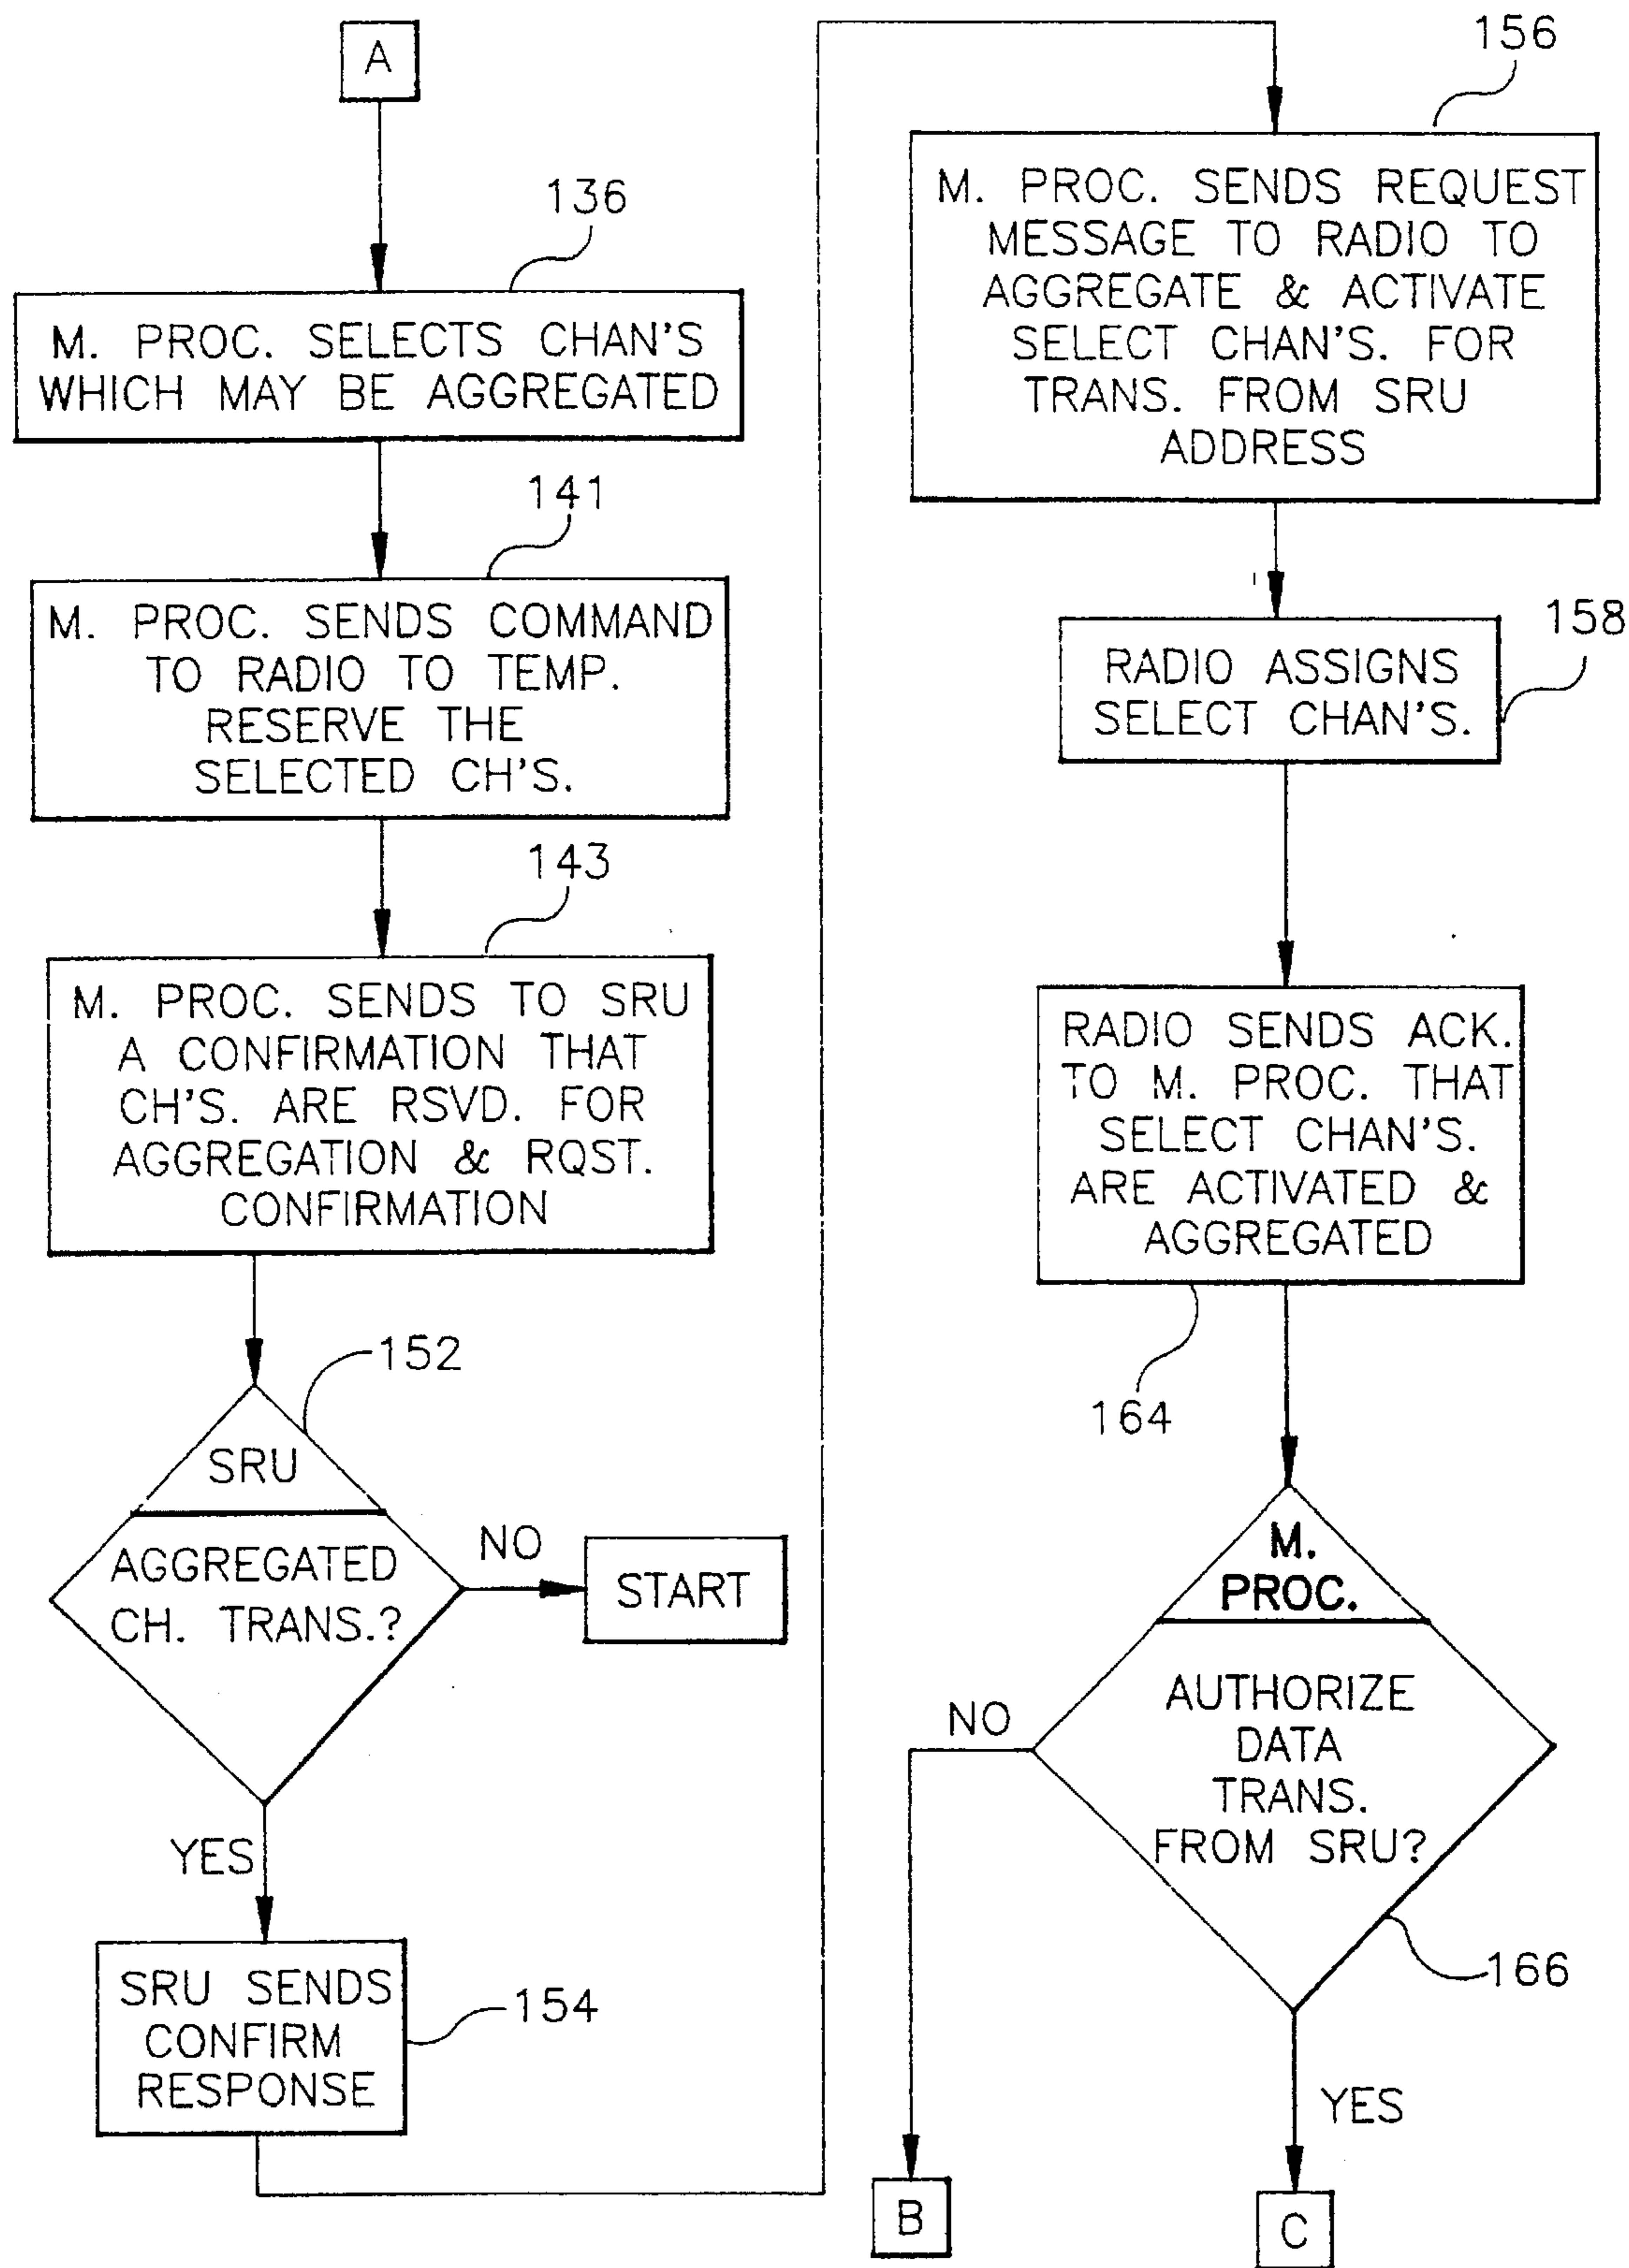 A
136
M. PROC. SELECTS CHAN'S
WHICH MAY BE AGGREGATED
141
M. PROC. SENDS COMMAND
TO RADIO TO TEMP.
RESERVE THE
SELECTED CH'S.
143
M. PROC. SENDS TO SRU
A CONFIRMATION THAT
CH'S. ARE RSVD. FOR
AGGREGATION & RQST.
CONFIRMATION
152
SRU
AGGREGATED
CH. TRANS.?
NO
START
YES
SRU SENDS
CONFIRM
RESPONSE
154
156
M. PROC. SENDS REQUEST
MESSAGE TO RADIO TO
AGGREGATE & ACTIVATE
SELECT CHAN'S. FOR
TRANS. FROM SRU
ADDRESS
158
RADIO ASSIGNS
SELECT CHAN'S.
RADIO SENDS ACK.
TO M. PROC. THAT
SELECT CHAN'S.
ARE ACTIVATED &
AGGREGATED
164
M.
PROC.
AUTHORIZE
DATA
TRANS.
FROM SRU?
NO
166
YES
B
C